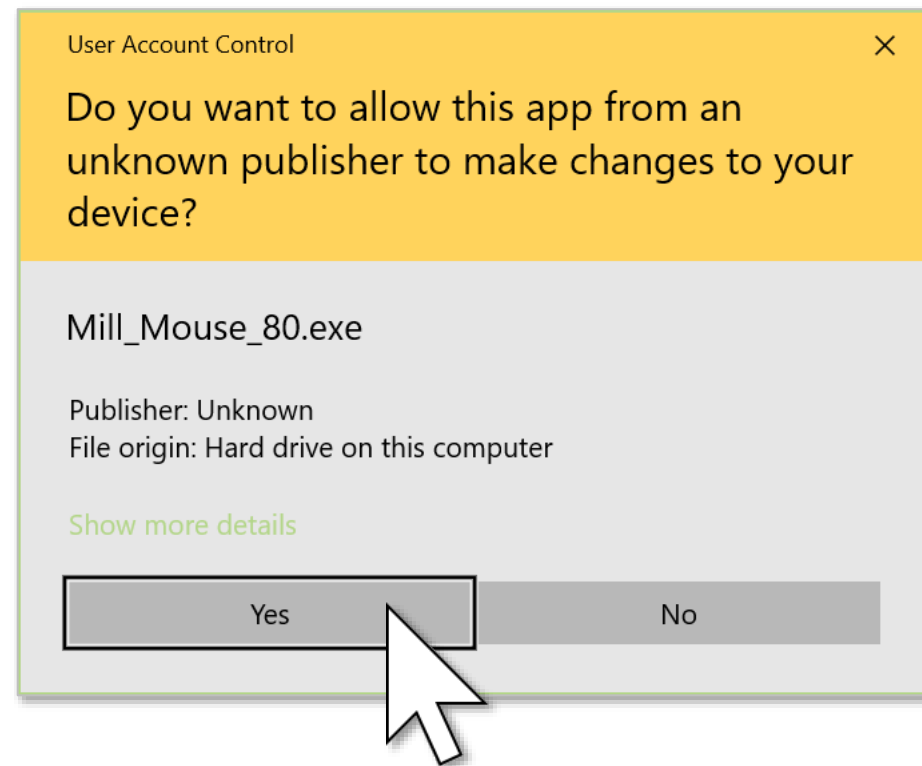 User Account Control
Do you want to allow this app from an
unknown publisher to make changes to your
device?
Mill_Mouse_80.exe
Publisher: Unknown
File origin: Hard drive on this computer
Show more details
Yes
No